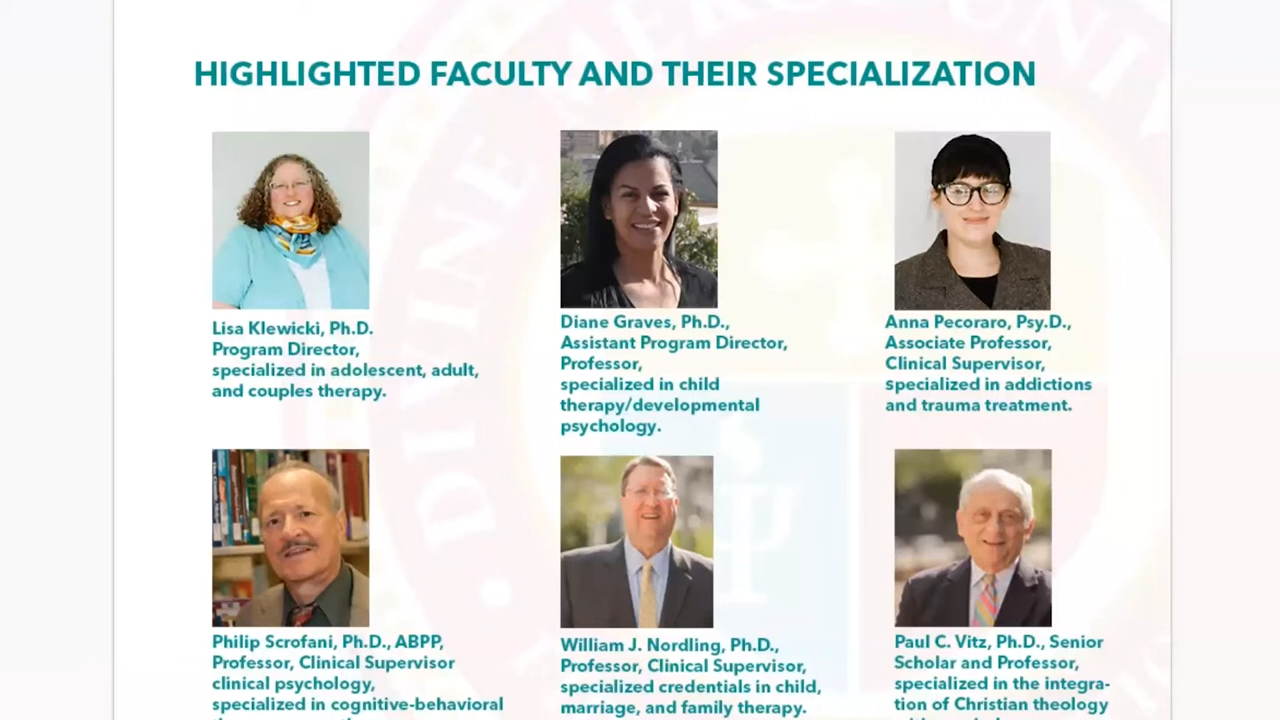 HIGHLIGHTED FACULTY AND THEIR SPECIALIZATION
Lisa Klewicki, Ph.D.
Program Director,
specialized in adolescent, adult,
and couples therapy.
Diane Graves, Ph.D.,
Assistant Program Director,
Professor,
specialized in child
therapy/developmental
psychology.
Anna Pecoraro, Psy.D.,
Associate Professor,
Clinical Supervisor,
specialized in addictions
and trauma treatment.
Philip Scrofani, Ph.D., ABPP,
Professor, Clinical Supervisor
clinical psychology,
specialized in cognitive-behavioral
William J. Nordling, Ph.D.,
Professor, Clinical Supervisor,
specialized credentials in child,
marriage, and family therapy.
Paul C. Vitz, Ph.D., Senior
Scholar and Professor,
specialized in the integra-
tion of Christian theology
DIVINE